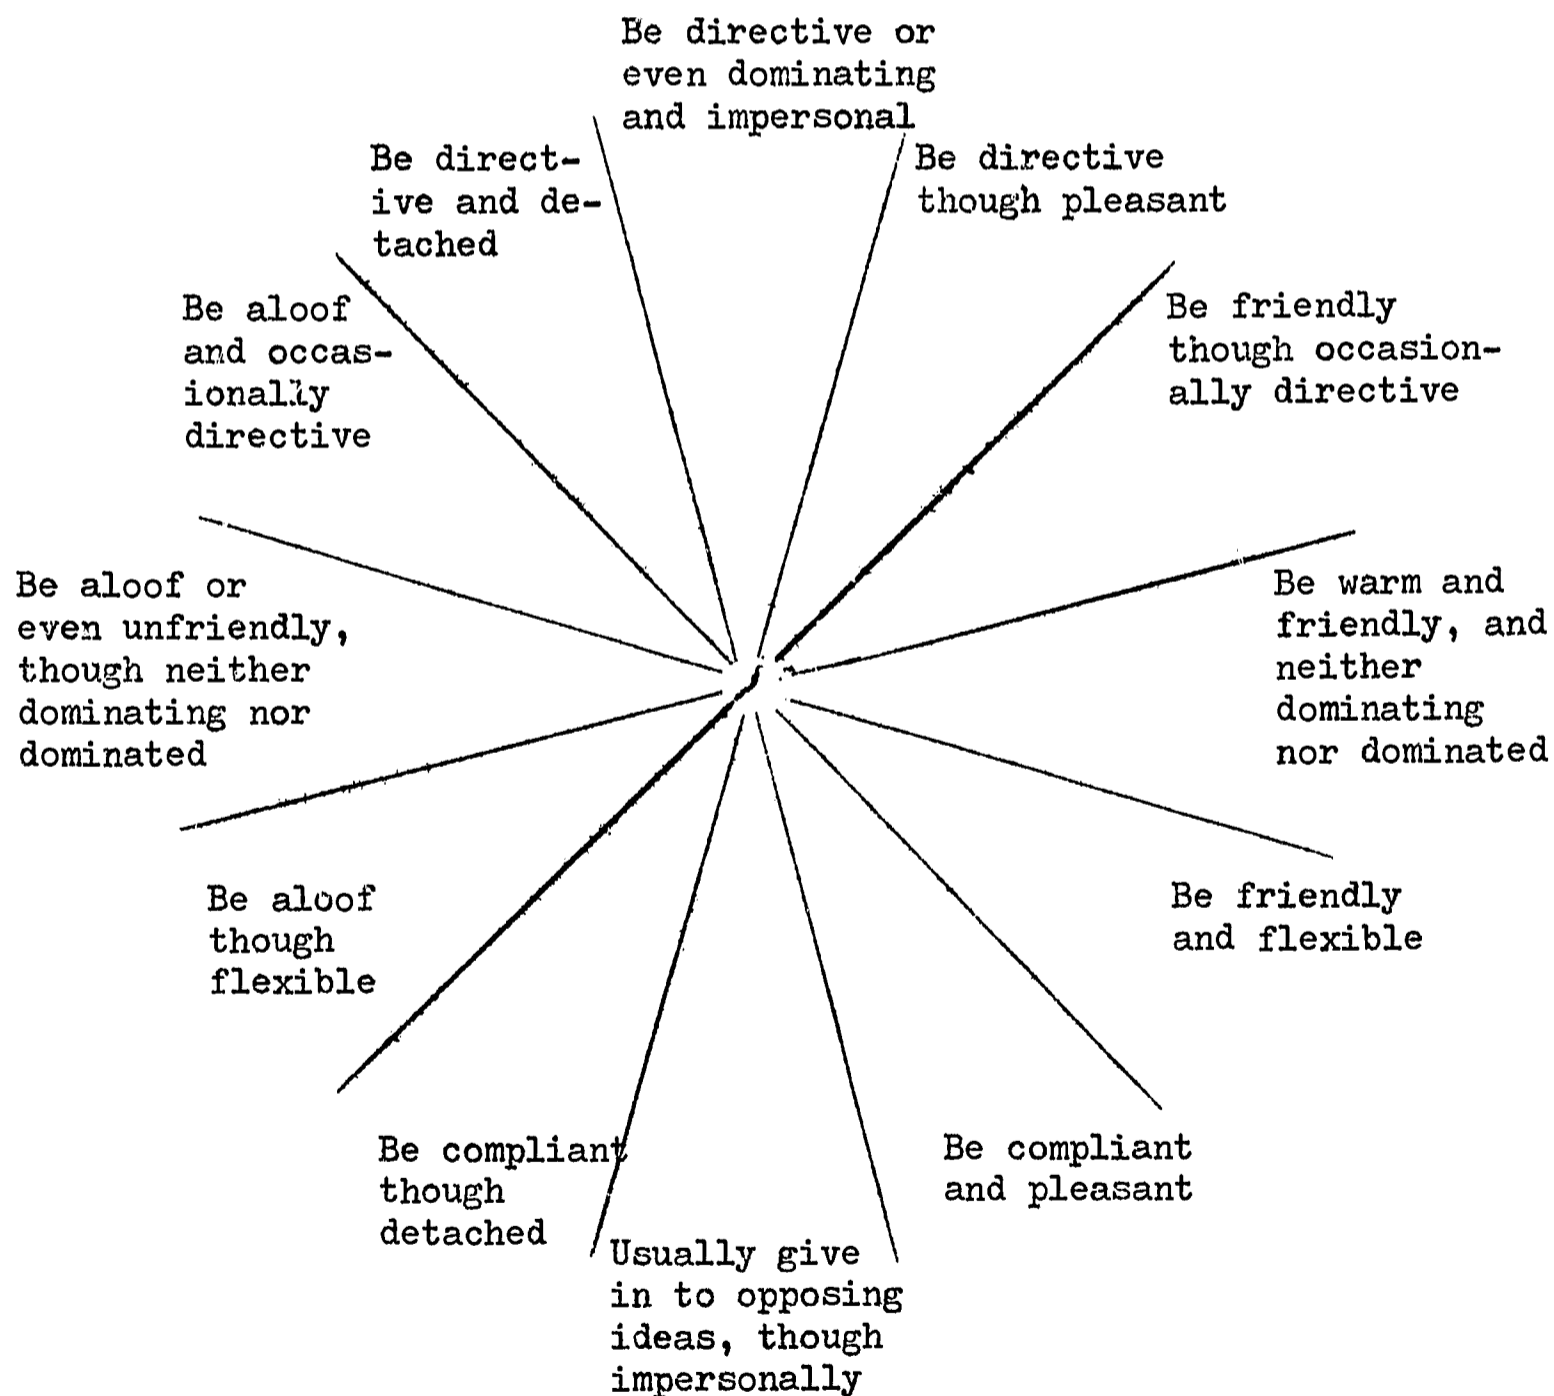 Be directive or
even dominating
and impersonal
Be direct-
ive and de-
tached
Be directive
though pleasant
Be aloof
and occas-
ionally
directive
Be friendly
though occasion-
ally directive
Be aloof or
even unfriendly,
though neither
dominating nor
dominated
Be warm and
friendly, and
neither
dominating
nor dominated
Be aloof
though
flexible
Be friendly
and flexible
Be compliant
though
detached
Be compliant
and pleasant
Usually give
in to opposing
ideas, though
impersonally